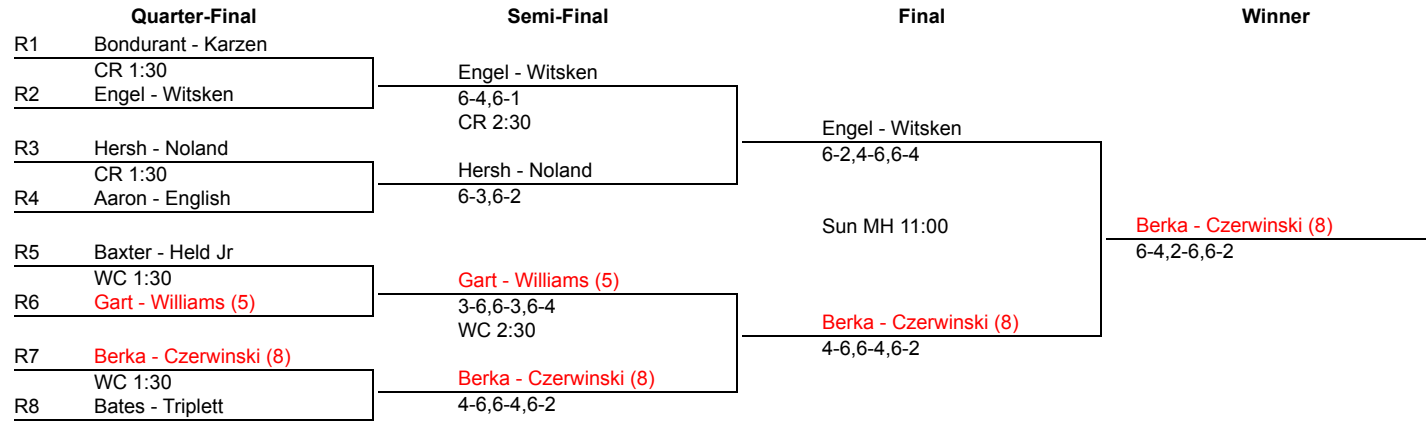 Quarter-Final Semi-Final Final Winner
R1 Bondurant - Karzen
CR 1:30
R2 Engel - Witsken
R3 Hersh - Noland
CR 1:30
R4 Aaron - English
R5 Baxter - Held Jr
WC 1:30
R6 Gart - Williams (5)
R7 Berka - Czerwinski (8)
WC 1:30
R8 Bates - Triplett
Engel - Witsken
6-4,6-1
CR 2:30
Hersh - Noland
6-3,6-2
Gart - Williams (5)
3-6,6-3,6-4
WC 2:30
Berka - Czerwinski (8)
4-6,6-4,6-2
Engel - Witsken
6-2,4-6,6-4
Sun MH 11:00
Berka - Czerwinski (8)
4-6,6-4,6-2
Berka - Czerwinski (8)
6-4,2-6,6-2